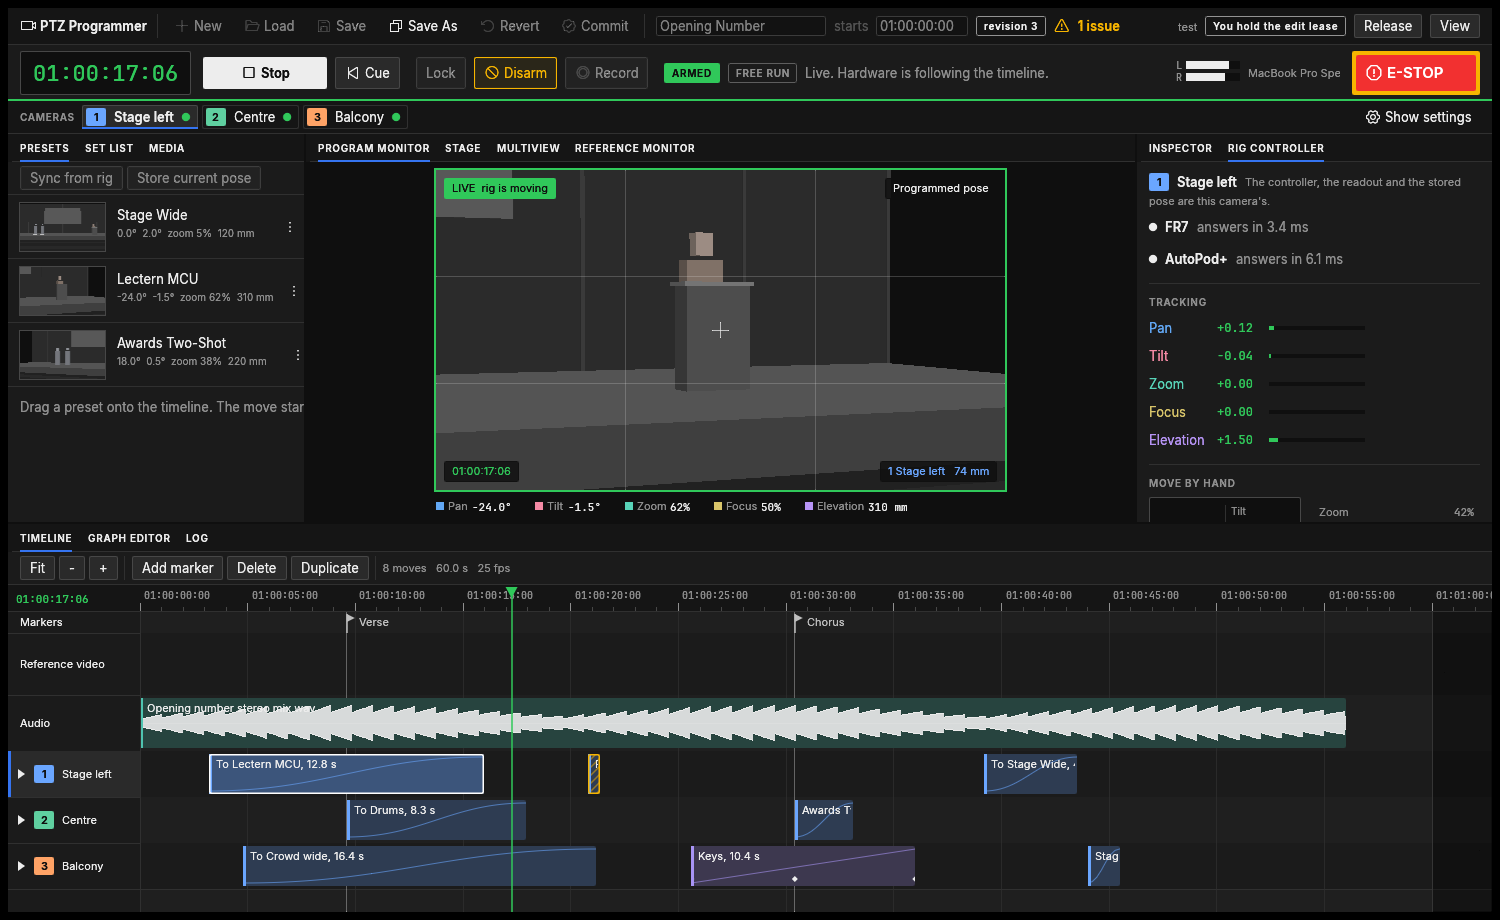 PTZ Programmer New Load Save Save As Revert Commit Opening Number starts 01:00:00:00 revision 3 1 issue test You hold the edit lease Release View
01:00:17:06 Stop Cue Lock Disarm Record ARMED FREE RUN Live. Hardware is following the timeline. L R MacBook Pro Spe E-STOP
CAMERAS 1 Stage left 2 Centre 3 Balcony Show settings
PRESETS SET LIST MEDIA
Sync from rig Store current pose
Stage Wide
0.0° 2.0° zoom 5% 120 mm
Lectern MCU
-24.0° -1.5° zoom 62% 310 mm
Awards Two-Shot
18.0° 0.5° zoom 38% 220 mm
Drag a preset onto the timeline. The move star
PROGRAM MONITOR STAGE MULTIVIEW REFERENCE MONITOR
LIVE rig is moving Programmed pose
01:00:17:06 1 Stage left 74 mm
Pan -24.0° Tilt -1.5° Zoom 62% Focus 50% Elevation 310 mm
INSPECTOR RIG CONTROLLER
1 Stage left The controller, the readout and the stored
pose are this camera's.
FR7 answers in 3.4 ms
AutoPod+ answers in 6.1 ms
TRACKING
Pan +0.12
Tilt -0.04
Zoom +0.00
Focus +0.00
Elevation +1.50
MOVE BY HAND
Tilt Zoom 42%
TIMELINE GRAPH EDITOR LOG
Fit - + Add marker Delete Duplicate 8 moves 60.0 s 25 fps
01:00:17:06 01:00:00:00 01:00:05:00 01:00:10:00 01:00:15:00 01:00:20:00 01:00:25:00 01:00:30:00 01:00:35:00 01:00:40:00 01:00:45:00 01:00:50:00 01:00:55:00 01:01:00:0
Markers Verse Chorus
Reference video
Opening number stereo mix.wav
Audio
1 Stage left To Lectern MCU, 12.8 s To Stage Wide,
2 Centre To Drums, 8.3 s Awards T
3 Balcony To Crowd wide, 16.4 s Keys, 10.4 s Stag